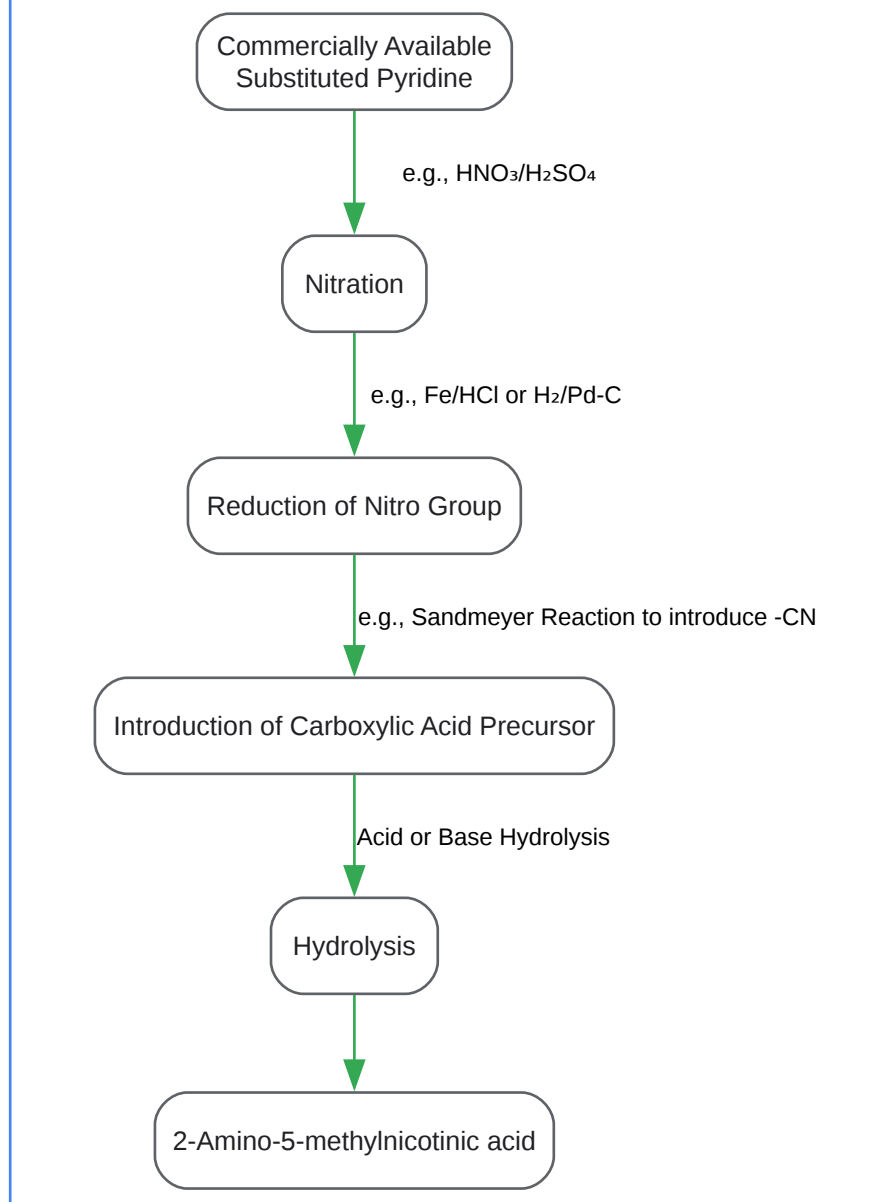 Commercially Available
Substituted Pyridine
e.g., HNO₃/H₂SO₄
Nitration
e.g., Fe/HCl or H₂/Pd-C
Reduction of Nitro Group
e.g., Sandmeyer Reaction to introduce -CN
Introduction of Carboxylic Acid Precursor
Acid or Base Hydrolysis
Hydrolysis
2-Amino-5-methylnicotinic acid